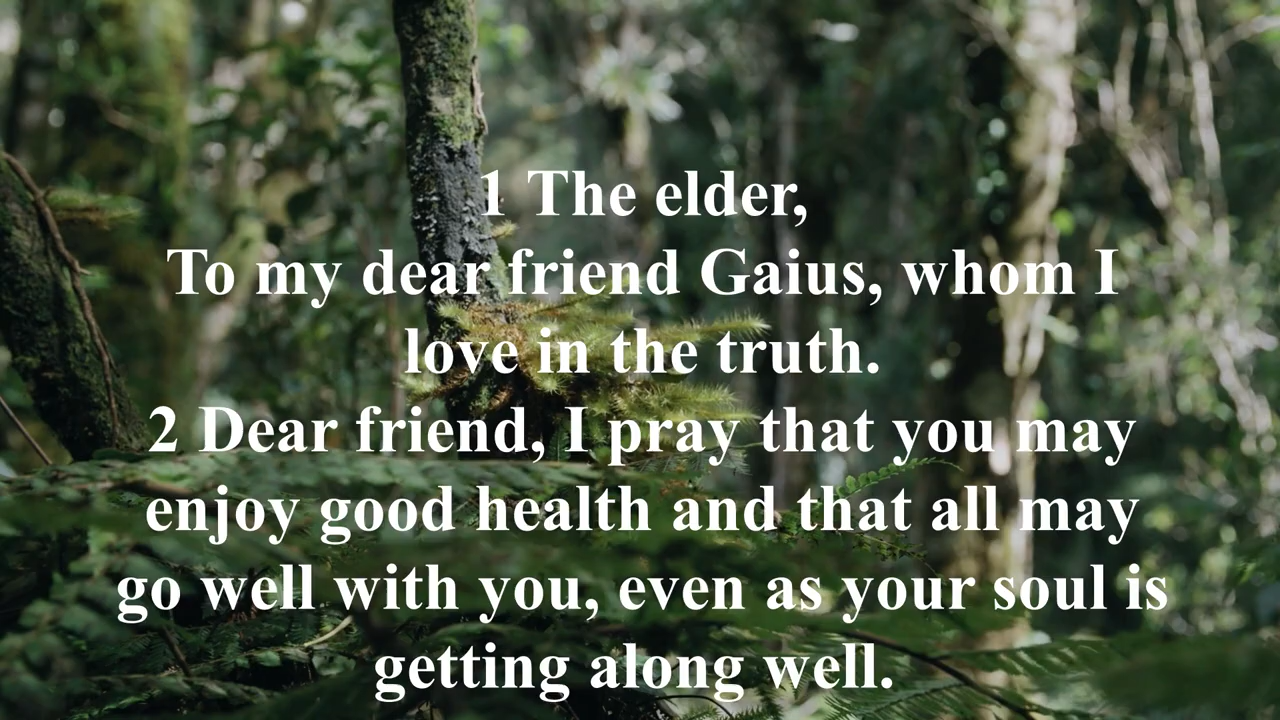 1 The elder,
To my dear friend Gaius, whom I
love in the truth.
2 Dear friend, I pray that you may
enjoy good health and that all may
go well with you, even as your soul is
getting along well.